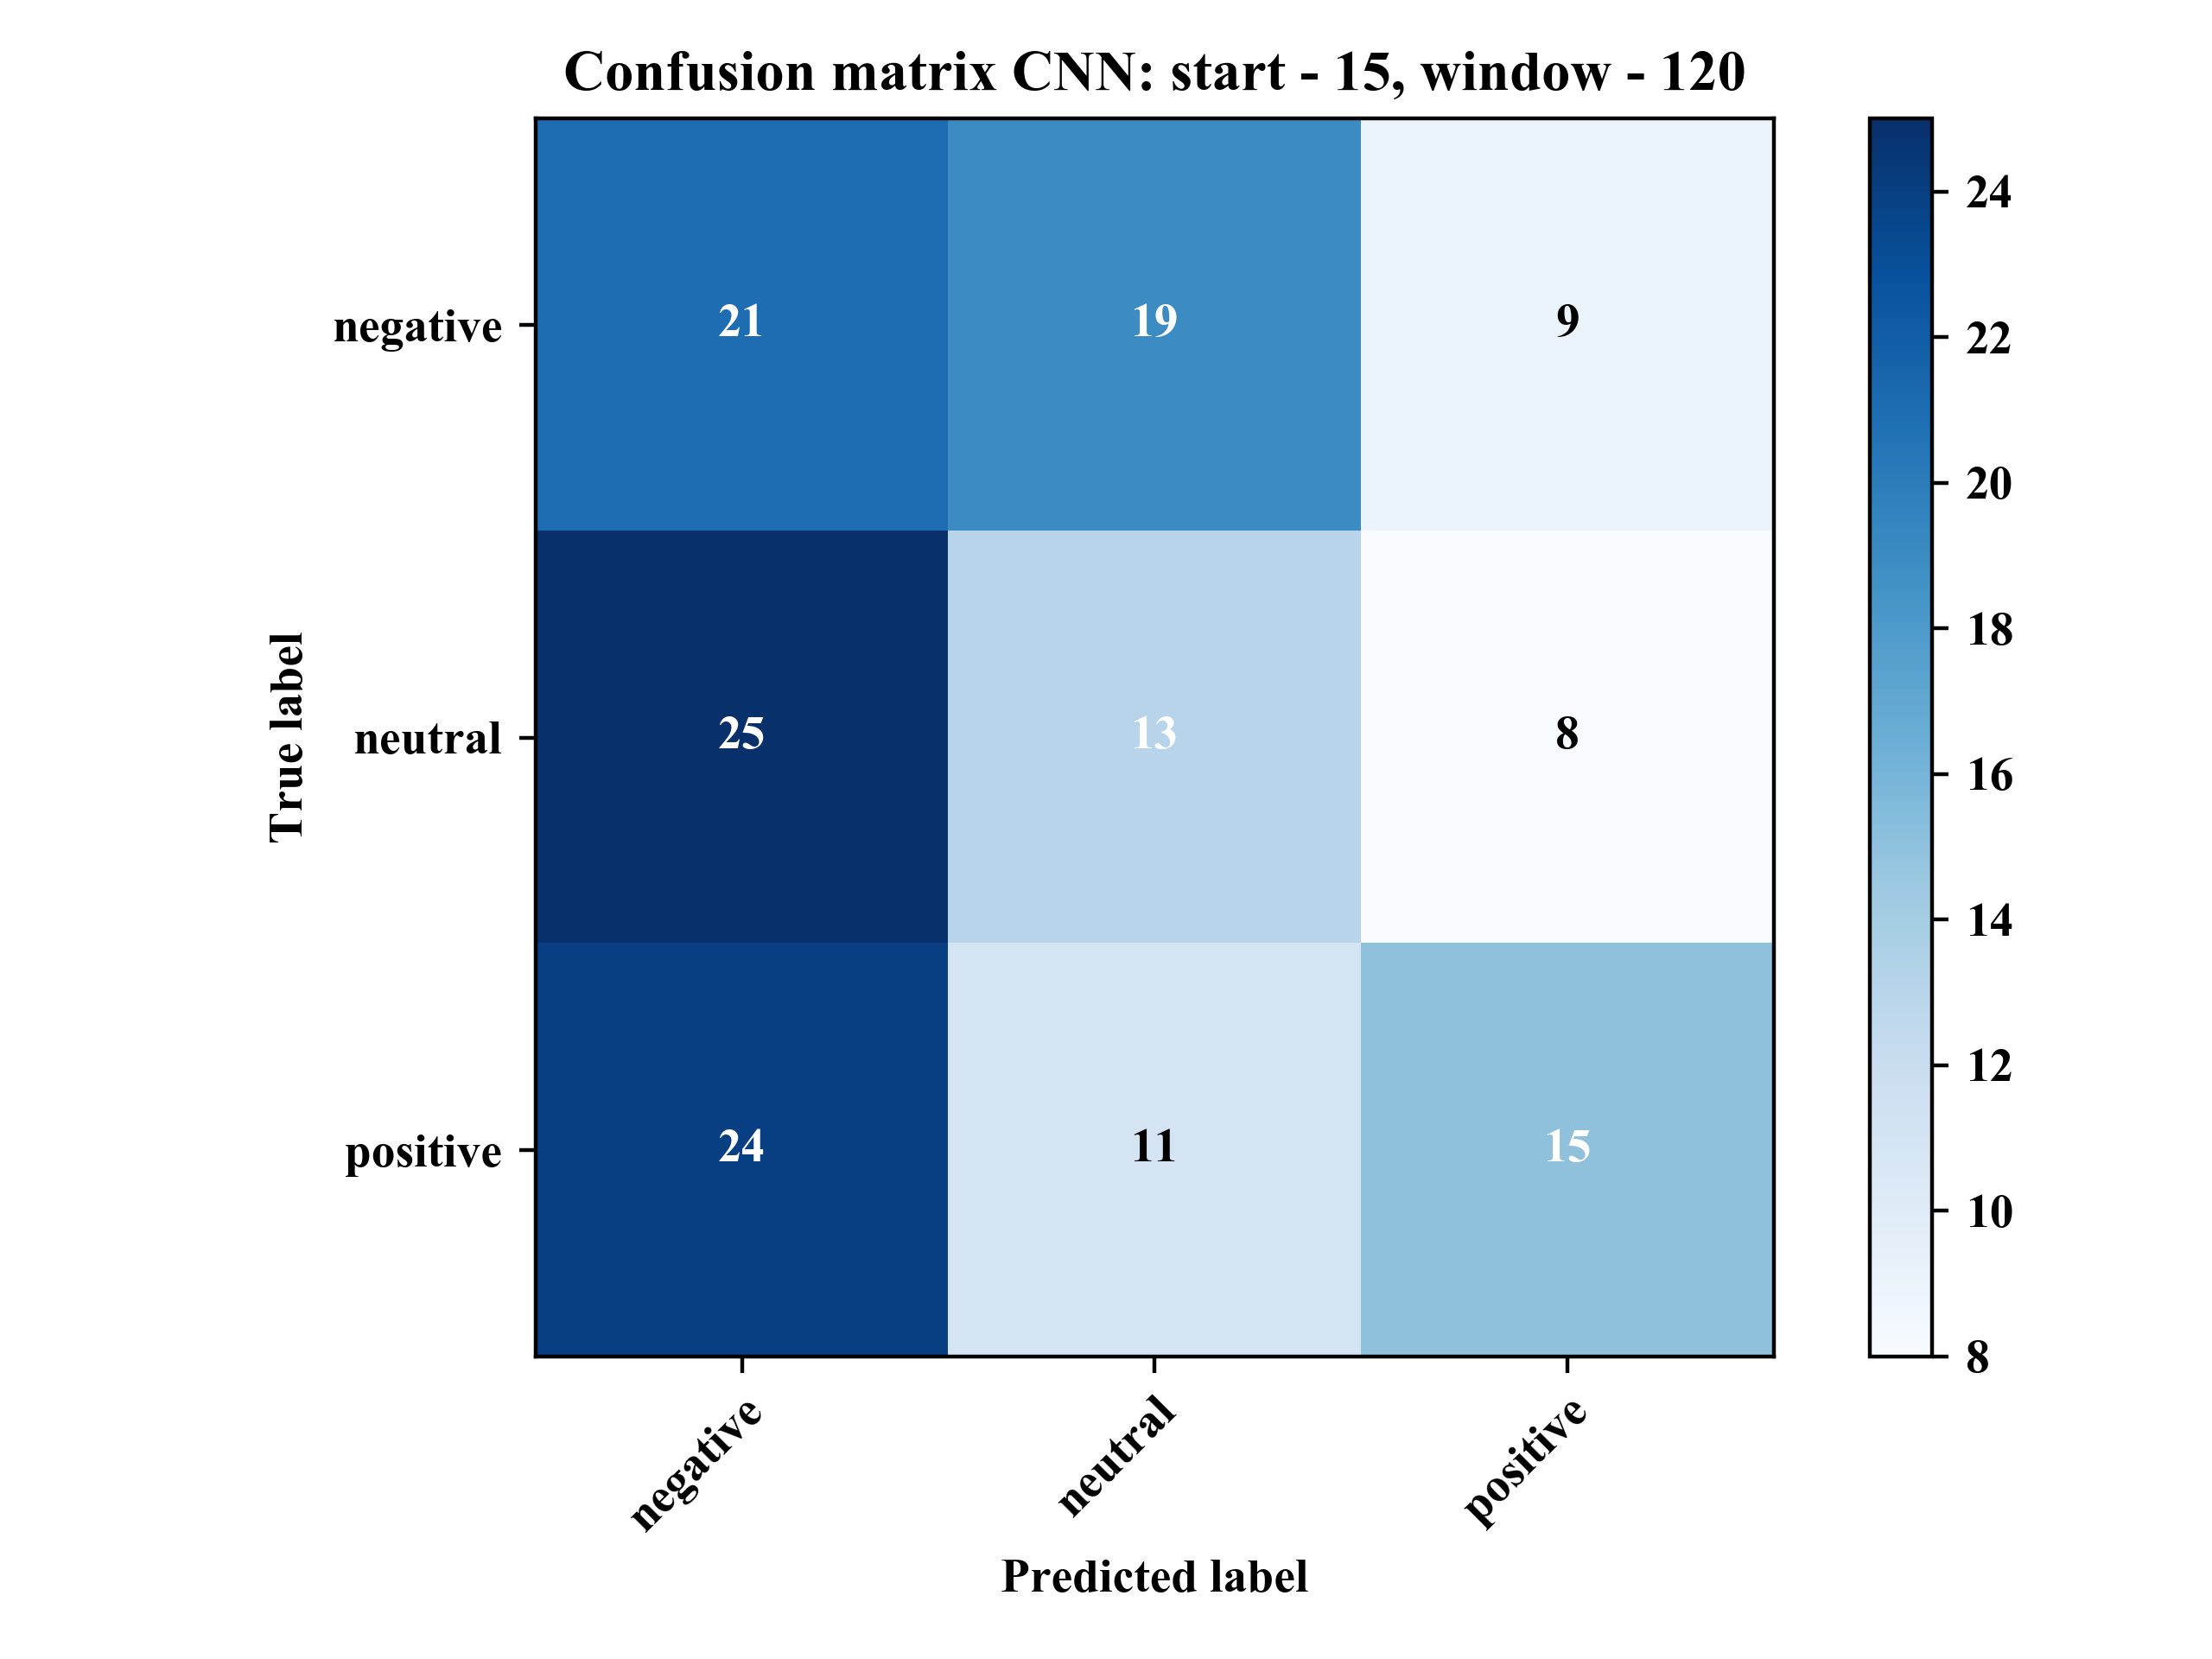 Confusion matrix CNN: start - 15, window - 120
True label
negative
neutral
positive
21 19 9
25 13 8
24 11 15
negative
neutral
positive
Predicted label
24
22
20
18
16
14
12
10
8